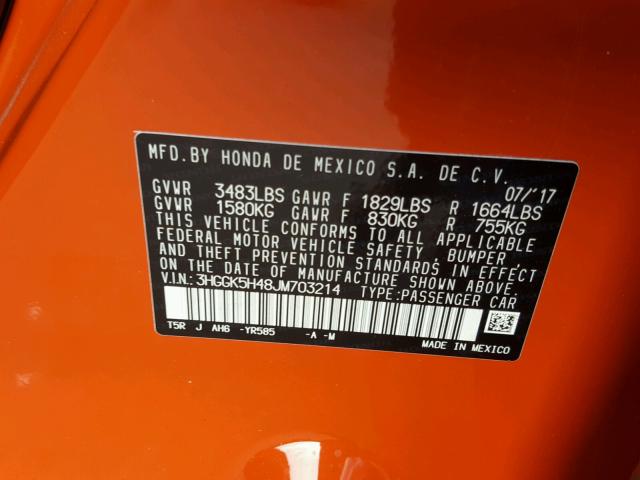 MFD. BY HONDA DE MEXICO S.A. DE C.V.
07/'17
GVWR 3483LBS GAWR F 1829LBS R 1664LBS
GVWR 1580KG GAWR F 830KG R 755KG
THIS VEHICLE CONFORMS TO ALL APPLICABLE
FEDERAL MOTOR VEHICLE SAFETY, BUMPER
AND THEFT PREVENTION STANDARDS IN EFFECT
ON THE DATE OF MANUFACTURE SHOWN ABOVE.
V.I.N.: 3HGGK5H48JM703214 TYPE:PASSENGER CAR
T5R J AH6 -YR585 -A -M
MADE IN MEXICO